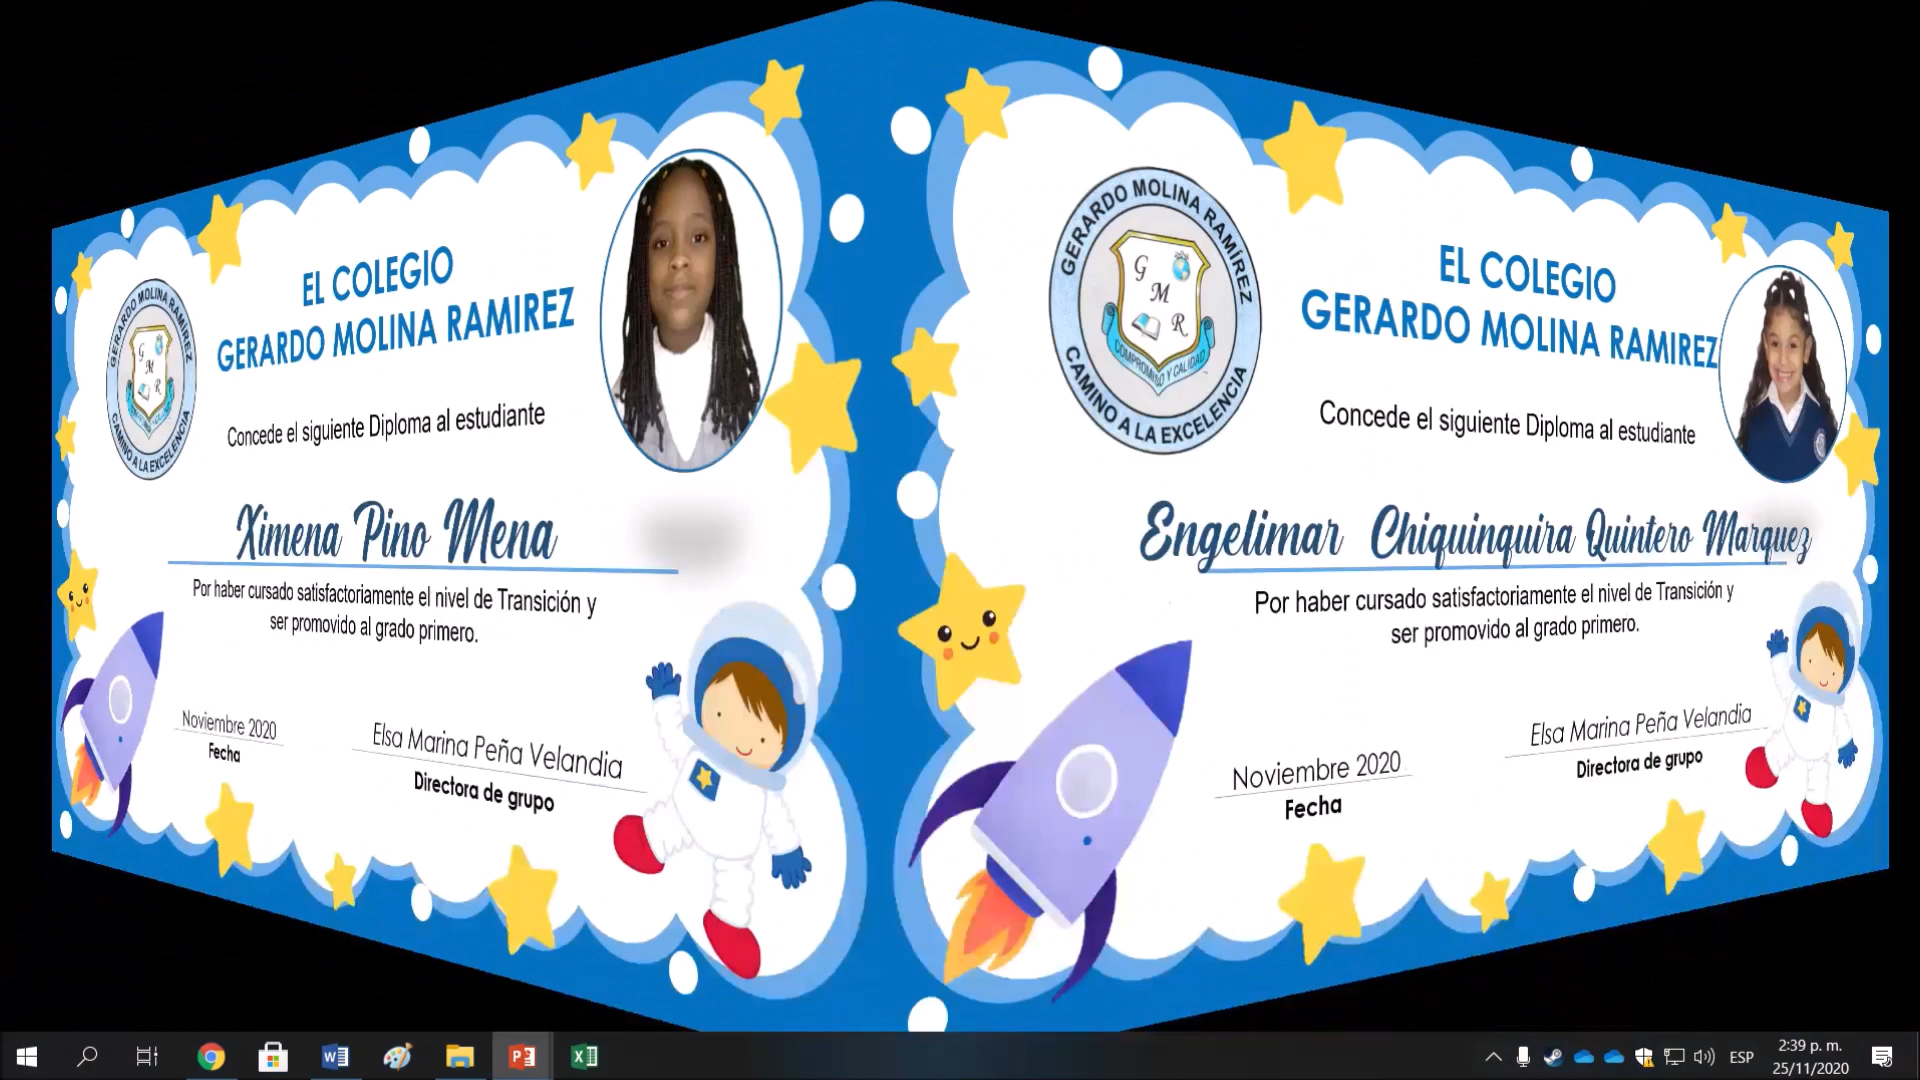 GERARDO MOLINA RAMIREZ
G
M
R
CAMINO A LA EXCELENCIA
EL COLEGIO
GERARDO MOLINA RAMIREZ
Concede el siguiente Diploma al estudiante
Ximena Pino Mena
Por haber cursado satisfactoriamente el nivel de Transición y
ser promovido al grado primero.
Noviembre 2020
Fecha
Elsa Marina Peña Velandia
Directora de grupo
GERARDO MOLINA RAMÍREZ
G
M
R
COMPROMISO Y CALIDAD
CAMINO A LA EXCELENCIA
EL COLEGIO
GERARDO MOLINA RAMIREZ
Concede el siguiente Diploma al estudiante
Engelimar Chiquinquira Quintero Marquez
Por haber cursado satisfactoriamente el nivel de Transición y
ser promovido al grado primero.
Noviembre 2020
Fecha
Elsa Marina Peña Velandia
Directora de grupo
ESP
2:39 p. m.
25/11/2020